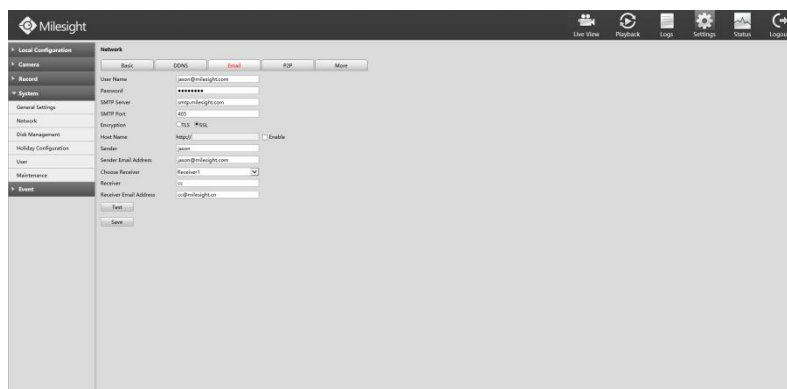 Milesight
Live View
Playback
Logs
Settings
Status
Logout
Local Configuration
Camera
Record
System
General Settings
Network
Disk Management
Holiday Configuration
User
Maintenance
Event
Network
Basic
DDNS
Email
P2P
More
User Name jason@milesight.com
Password ••••••••
SMTP Server smtp.milesight.com
SMTP Port 465
Encryption TLS SSL
Host Name http:// Enable
Sender jason
Sender Email Address jason@milesight.com
Choose Receiver Receiver1
Receiver cc
Receiver Email Address cc@milesight.cn
Test
Save